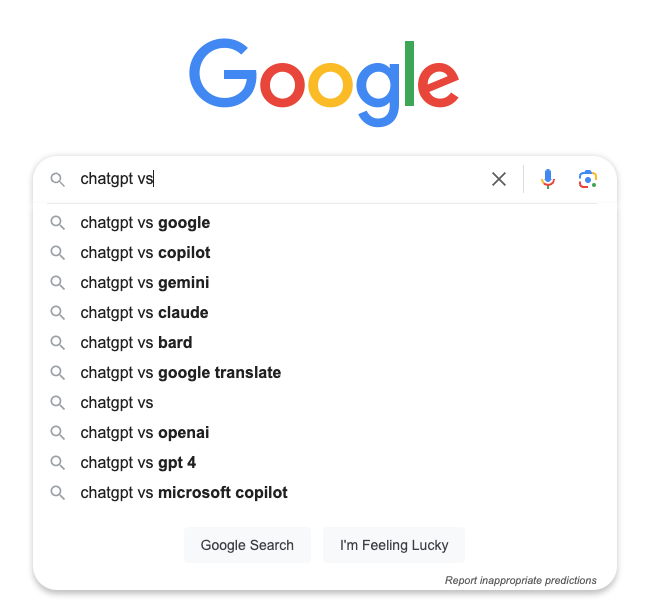 Google
chatgpt vs
chatgpt vs google
chatgpt vs copilot
chatgpt vs gemini
chatgpt vs claude
chatgpt vs bard
chatgpt vs google translate
chatgpt vs
chatgpt vs openai
chatgpt vs gpt 4
chatgpt vs microsoft copilot
Google Search I'm Feeling Lucky
Report inappropriate predictions